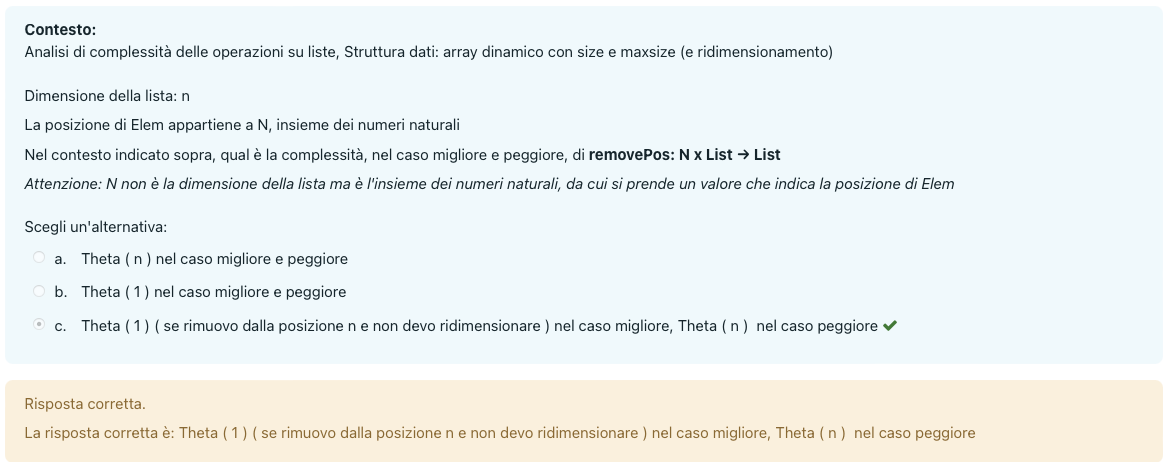 Contesto:
Analisi di complessità delle operazioni su liste, Struttura dati: array dinamico con size e maxsize (e ridimensionamento)
Dimensione della lista: n
La posizione di Elem appartiene a N, insieme dei numeri naturali
Nel contesto indicato sopra, qual è la complessità, nel caso migliore e peggiore, di removePos: N x List → List
Attenzione: N non è la dimensione della lista ma è l'insieme dei numeri naturali, da cui si prende un valore che indica la posizione di Elem
Scegli un'alternativa:
a. Theta ( n ) nel caso migliore e peggiore
b. Theta ( 1 ) nel caso migliore e peggiore
c. Theta ( 1 ) ( se rimuovo dalla posizione n e non devo ridimensionare ) nel caso migliore, Theta ( n )  nel caso peggiore
Risposta corretta.
La risposta corretta è: Theta ( 1 ) ( se rimuovo dalla posizione n e non devo ridimensionare ) nel caso migliore, Theta ( n )  nel caso peggiore